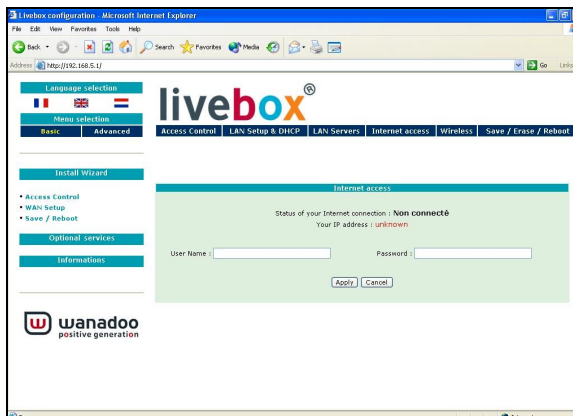 Livebox configuration - Microsoft Internet Explorer
File Edit View Favorites Tools Help
Back Search Favorites Media
Address http://192.168.5.1/ Go Links
Language selection
Menu selection
Basic Advanced
livebox®
Access Control LAN Setup & DHCP LAN Servers Internet access Wireless Save / Erase / Reboot
Install Wizard
• Access Control
• WAN Setup
• Save / Reboot
Optional services
Informations
Internet access
Status of your Internet connection : Non connecté
Your IP address : unknown
User Name : Password :
Apply Cancel
wanadoo
positive generation